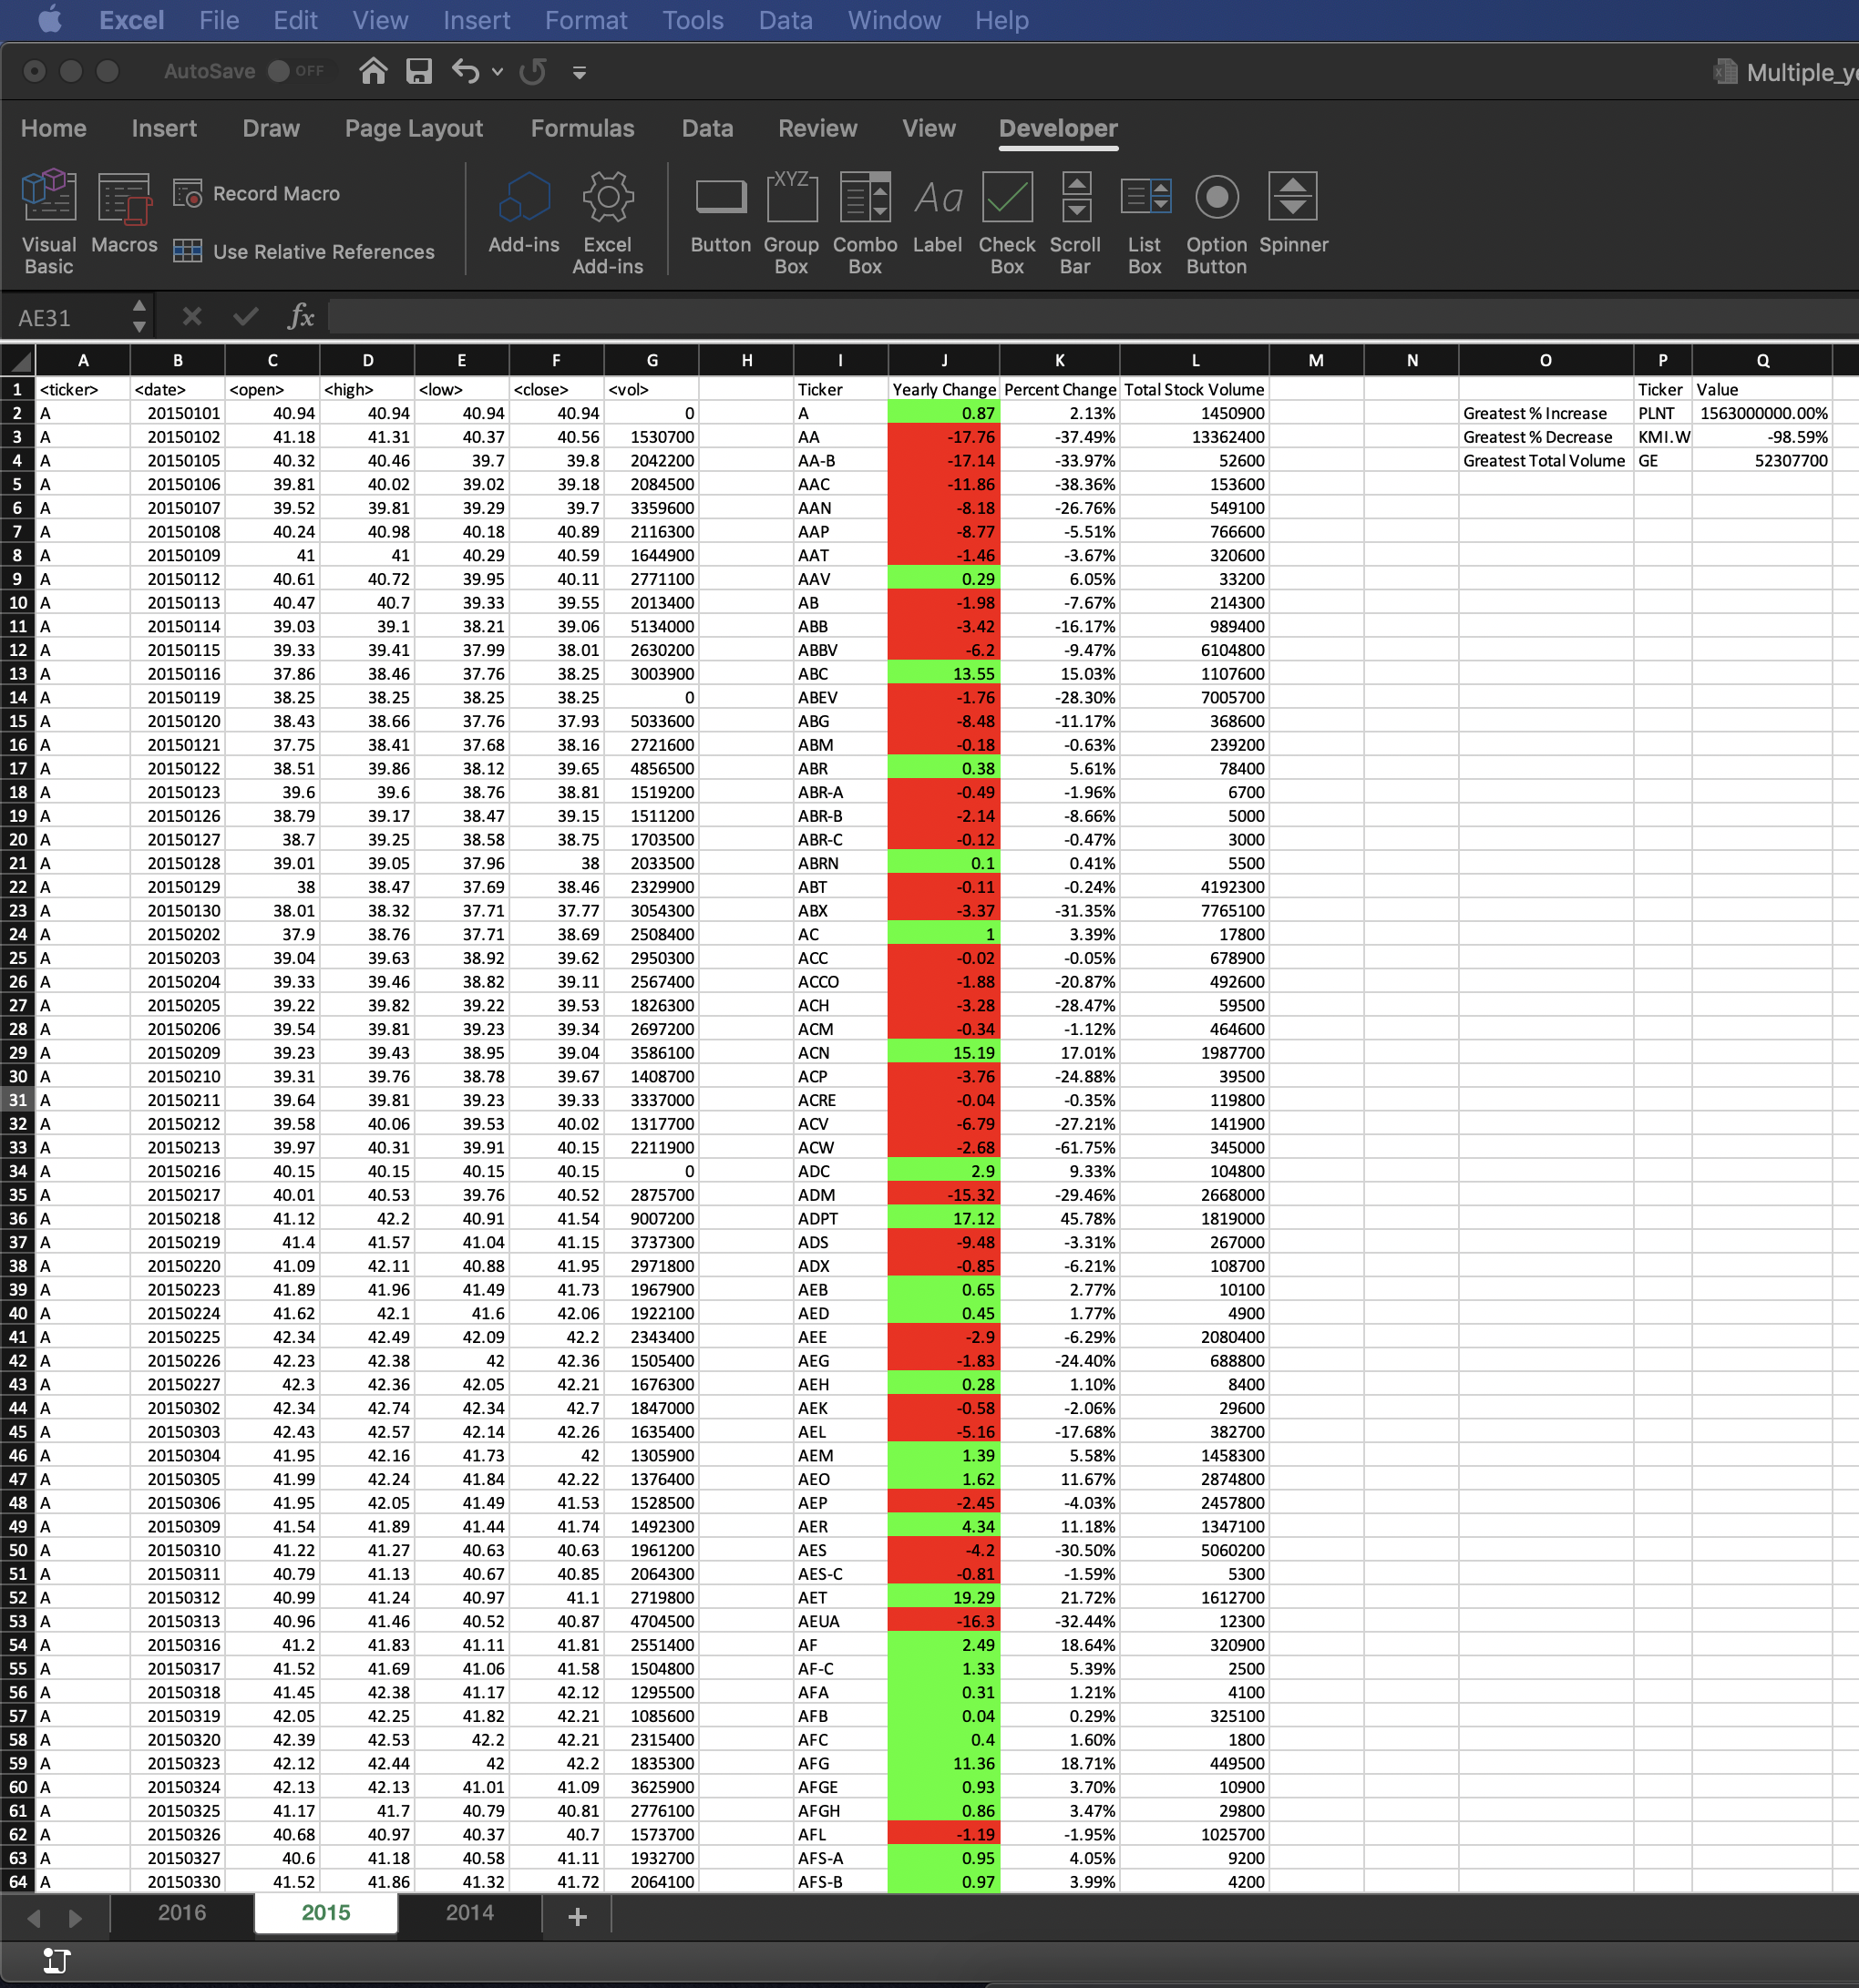 Excel File Edit View Insert Format Tools Data Window Help
AutoSave OFF Multiple_y
Home Insert Draw Page Layout Formulas Data Review View Developer
Visual Basic Macros Record Macro Use Relative References Add-ins Excel Add-ins XYZ Aa Button Group Box Combo Box Label Check Box Scroll Bar List Box Option Button Spinner
AE31 fx
A B C D E F G H I J K L M N O P Q
1 <ticker> <date> <open> <high> <low> <close> <vol> Ticker Yearly Change Percent Change Total Stock Volume Ticker Value
2 A 20150101 40.94 40.94 40.94 40.94 0 A 0.87 2.13% 1450900 Greatest % Increase PLNT 1563000000.00%
3 A 20150102 41.18 41.31 40.37 40.56 1530700 AA -17.76 -37.49% 13362400 Greatest % Decrease KMI.W -98.59%
4 A 20150105 40.32 40.46 39.7 39.8 2042200 AA-B -17.14 -33.97% 52600 Greatest Total Volume GE 52307700
5 A 20150106 39.81 40.02 39.02 39.18 2084500 AAC -11.86 -38.36% 153600
6 A 20150107 39.52 39.81 39.29 39.7 3359600 AAN -8.18 -26.76% 549100
7 A 20150108 40.24 40.98 40.18 40.89 2116300 AAP -8.77 -5.51% 766600
8 A 20150109 41 41 40.29 40.59 1644900 AAT -1.46 -3.67% 320600
9 A 20150112 40.61 40.72 39.95 40.11 2771100 AAV 0.29 6.05% 33200
10 A 20150113 40.47 40.7 39.33 39.55 2013400 AB -1.98 -7.67% 214300
11 A 20150114 39.03 39.1 38.21 39.06 5134000 ABB -3.42 -16.17% 989400
12 A 20150115 39.33 39.41 37.99 38.01 2630200 ABBV -6.2 -9.47% 6104800
13 A 20150116 37.86 38.46 37.76 38.25 3003900 ABC 13.55 15.03% 1107600
14 A 20150119 38.25 38.25 38.25 38.25 0 ABEV -1.76 -28.30% 7005700
15 A 20150120 38.43 38.66 37.76 37.93 5033600 ABG -8.48 -11.17% 368600
16 A 20150121 37.75 38.41 37.68 38.16 2721600 ABM -0.18 -0.63% 239200
17 A 20150122 38.51 39.86 38.12 39.65 4856500 ABR 0.38 5.61% 78400
18 A 20150123 39.6 39.6 38.76 38.81 1519200 ABR-A -0.49 -1.96% 6700
19 A 20150126 38.79 39.17 38.47 39.15 1511200 ABR-B -2.14 -8.66% 5000
20 A 20150127 38.7 39.25 38.58 38.75 1703500 ABR-C -0.12 -0.47% 3000
21 A 20150128 39.01 39.05 37.96 38 2033500 ABRN 0.1 0.41% 5500
22 A 20150129 38 38.47 37.69 38.46 2329900 ABT -0.11 -0.24% 4192300
23 A 20150130 38.01 38.32 37.71 37.77 3054300 ABX -3.37 -31.35% 7765100
24 A 20150202 37.9 38.76 37.71 38.69 2508400 AC 1 3.39% 17800
25 A 20150203 39.04 39.63 38.92 39.62 2950300 ACC -0.02 -0.05% 678900
26 A 20150204 39.33 39.46 38.82 39.11 2567400 ACCO -1.88 -20.87% 492600
27 A 20150205 39.22 39.82 39.22 39.53 1826300 ACH -3.28 -28.47% 59500
28 A 20150206 39.54 39.81 39.23 39.34 2697200 ACM -0.34 -1.12% 464600
29 A 20150209 39.23 39.43 38.95 39.04 3586100 ACN 15.19 17.01% 1987700
30 A 20150210 39.31 39.76 38.78 39.67 1408700 ACP -3.76 -24.88% 39500
31 A 20150211 39.64 39.81 39.23 39.33 3337000 ACRE -0.04 -0.35% 119800
32 A 20150212 39.58 40.06 39.53 40.02 1317700 ACV -6.79 -27.21% 141900
33 A 20150213 39.97 40.31 39.91 40.15 2211900 ACW -2.68 -61.75% 345000
34 A 20150216 40.15 40.15 40.15 40.15 0 ADC 2.9 9.33% 104800
35 A 20150217 40.01 40.53 39.76 40.52 2875700 ADM -15.32 -29.46% 2668000
36 A 20150218 41.12 42.2 40.91 41.54 9007200 ADPT 17.12 45.78% 1819000
37 A 20150219 41.4 41.57 41.04 41.15 3737300 ADS -9.48 -3.31% 267000
38 A 20150220 41.09 42.11 40.88 41.95 2971800 ADX -0.85 -6.21% 108700
39 A 20150223 41.89 41.96 41.49 41.73 1967900 AEB 0.65 2.77% 10100
40 A 20150224 41.62 42.1 41.6 42.06 1922100 AED 0.45 1.77% 4900
41 A 20150225 42.34 42.49 42.09 42.2 2343400 AEE -2.9 -6.29% 2080400
42 A 20150226 42.23 42.38 42 42.36 1505400 AEG -1.83 -24.40% 688800
43 A 20150227 42.3 42.36 42.05 42.21 1676300 AEH 0.28 1.10% 8400
44 A 20150302 42.34 42.74 42.34 42.7 1847000 AEK -0.58 -2.06% 29600
45 A 20150303 42.43 42.57 42.14 42.26 1635400 AEL -5.16 -17.68% 382700
46 A 20150304 41.95 42.16 41.73 42 1305900 AEM 1.39 5.58% 1458300
47 A 20150305 41.99 42.24 41.84 42.22 1376400 AEO 1.62 11.67% 2874800
48 A 20150306 41.95 42.05 41.49 41.53 1528500 AEP -2.45 -4.03% 2457800
49 A 20150309 41.54 41.89 41.44 41.74 1492300 AER 4.34 11.18% 1347100
50 A 20150310 41.22 41.27 40.63 40.63 1961200 AES -4.2 -30.50% 5060200
51 A 20150311 40.79 41.13 40.67 40.85 2064300 AES-C -0.81 -1.59% 5300
52 A 20150312 40.99 41.24 40.97 41.1 2719800 AET 19.29 21.72% 1612700
53 A 20150313 40.96 41.46 40.52 40.87 4704500 AEUA -16.3 -32.44% 12300
54 A 20150316 41.2 41.83 41.11 41.81 2551400 AF 2.49 18.64% 320900
55 A 20150317 41.52 41.69 41.06 41.58 1504800 AF-C 1.33 5.39% 2500
56 A 20150318 41.45 42.38 41.17 42.12 1295500 AFA 0.31 1.21% 4100
57 A 20150319 42.05 42.25 41.82 42.21 1085600 AFB 0.04 0.29% 325100
58 A 20150320 42.39 42.53 42.2 42.21 2315400 AFC 0.4 1.60% 1800
59 A 20150323 42.12 42.44 42 42.2 1835300 AFG 11.36 18.71% 449500
60 A 20150324 42.13 42.13 41.01 41.09 3625900 AFGE 0.93 3.70% 10900
61 A 20150325 41.17 41.7 40.79 40.81 2776100 AFGH 0.86 3.47% 29800
62 A 20150326 40.68 40.97 40.37 40.7 1573700 AFL -1.19 -1.95% 1025700
63 A 20150327 40.6 41.18 40.58 41.11 1932700 AFS-A 0.95 4.05% 9200
64 A 20150330 41.52 41.86 41.32 41.72 2064100 AFS-B 0.97 3.99% 4200
2016 2015 2014 +